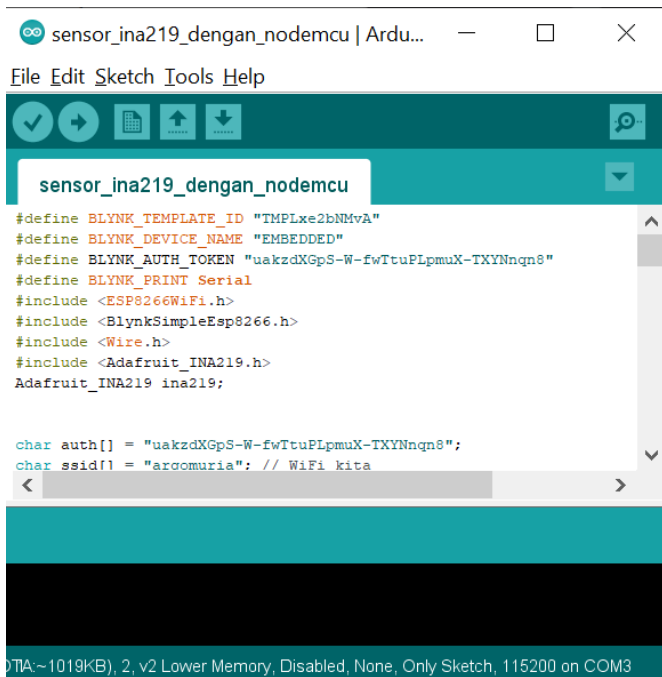 sensor_ina219_dengan_nodemcu | Ardu...
File Edit Sketch Tools Help
sensor_ina219_dengan_nodemcu
#define BLYNK_TEMPLATE_ID "TMPLxe2bNMvA"
#define BLYNK_DEVICE_NAME "EMBEDDED"
#define BLYNK_AUTH_TOKEN "uakzdXGpS-W-fwTtuPLpmuX-TXYNnqn8"
#define BLYNK_PRINT Serial
#include <ESP8266WiFi.h>
#include <BlynkSimpleEsp8266.h>
#include <Wire.h>
#include <Adafruit_INA219.h>
Adafruit_INA219 ina219;
char auth[] = "uakzdXGpS-W-fwTtuPLpmuX-TXYNnqn8";
char ssid[] = "argomuria"; // WiFi kita
OTA:~1019KB), 2, v2 Lower Memory, Disabled, None, Only Sketch, 115200 on COM3